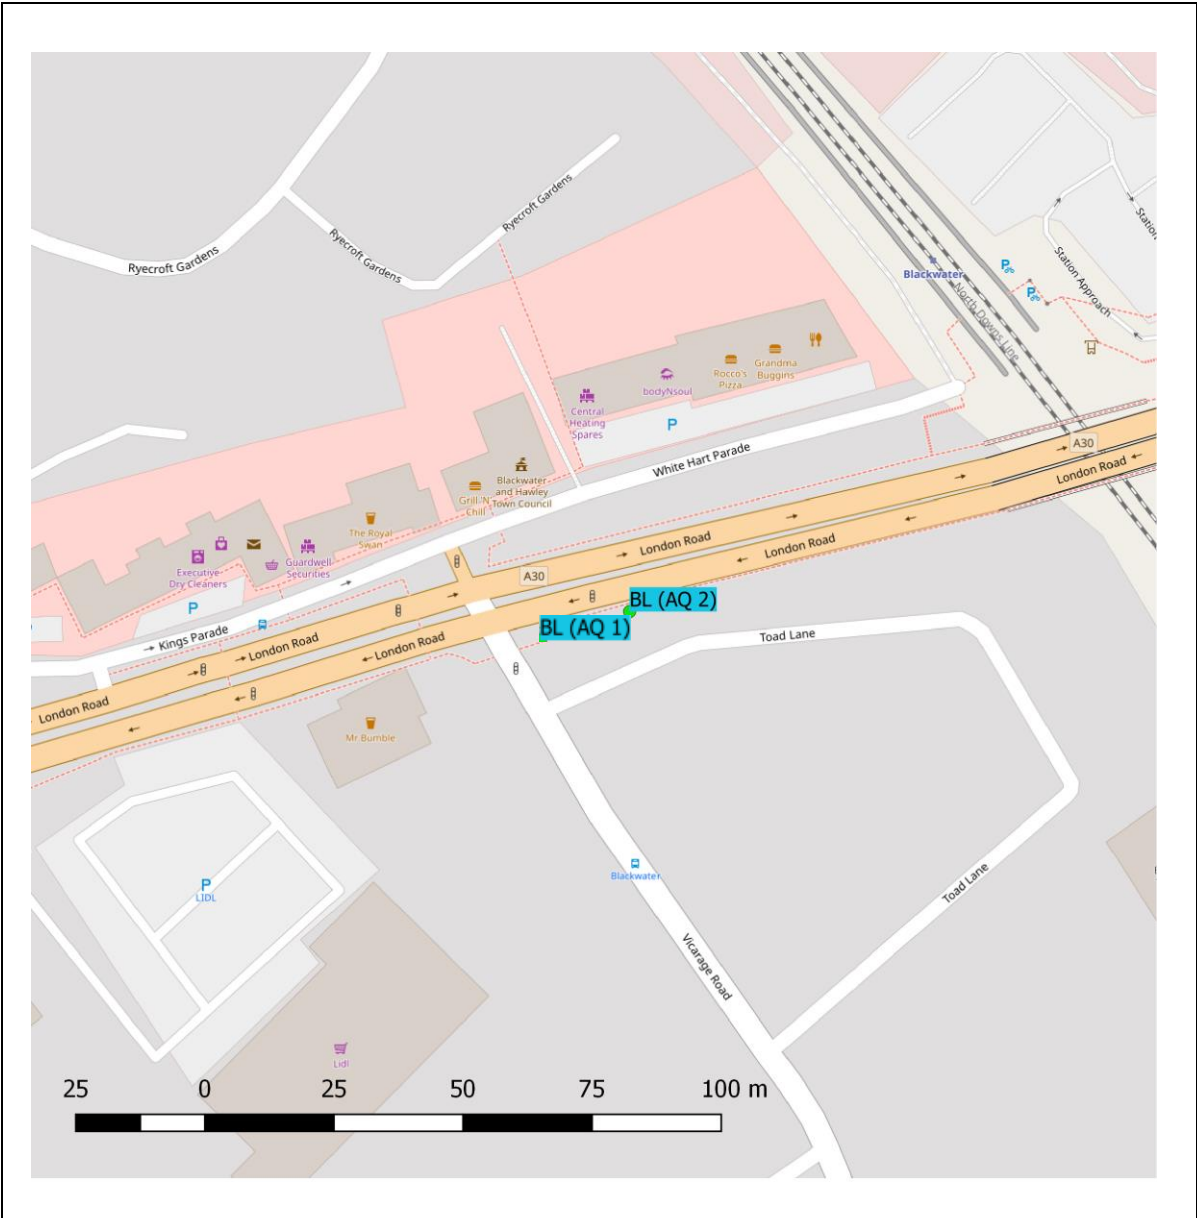 Ryecroft Gardens
Ryecroft Gardens
Ryecroft Gardens
Station
Station Approach
Blackwater
North Downs Line
P
P
Grandma
Buggins
Rocco's
Pizza
bodyNsoul
Central
Heating
Spares
P
White Hart Parade
A30
London Road
Blackwater
and Hawley
Town Council
Grill 'N'
Chill
The Royal
Swan
Guardwell
Securities
Executive
Dry Cleaners
P
Kings Parade
London Road
London Road
A30
London Road
London Road
London Road
BL (AQ 2)
BL (AQ 1)
Toad Lane
Mr Bumble
P
LIDL
Blackwater
Toad Lane
Vicarage Road
Lidl
25 0 25 50 75 100 m